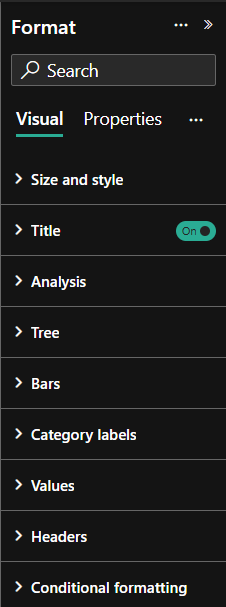 Format
Search
Visual Properties
Size and style
Title On
Analysis
Tree
Bars
Category labels
Values
Headers
Conditional formatting